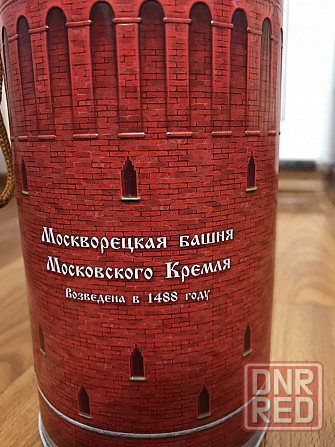 Москворецкая башня
Московского Кремля
Возведена в 1488 году
DNR
RED